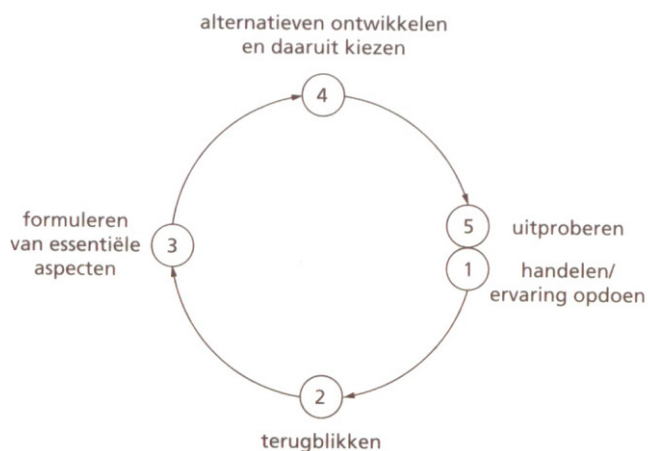 alternatieven ontwikkelen
en daaruit kiezen
4
formuleren
van essentiële
aspecten
3
5
uitproberen
1
handelen/
ervaring opdoen
2
terugblikken